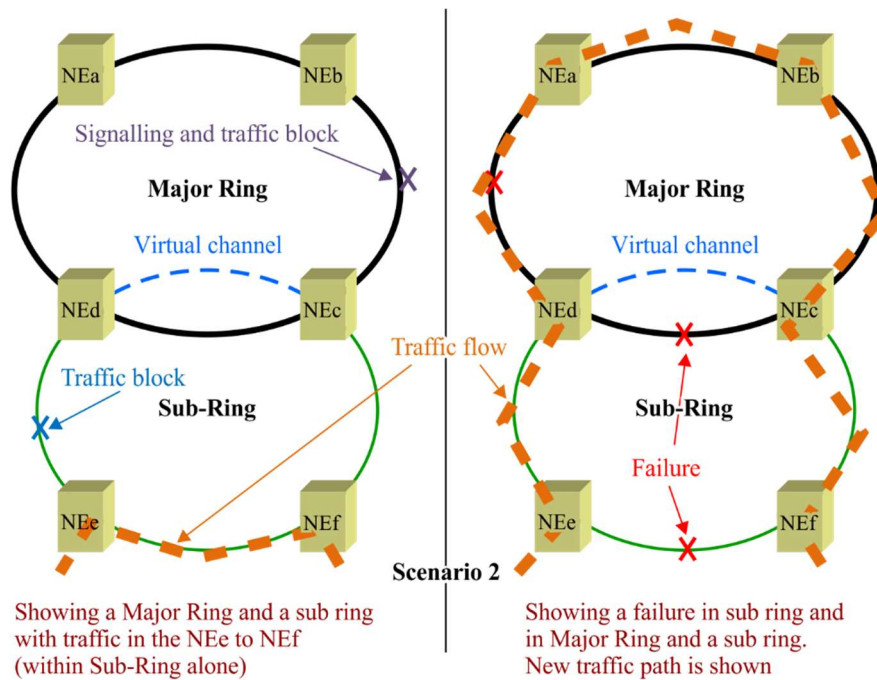 NEa
NEb
Signalling and traffic block
Major Ring
Virtual channel
NEd
NEc
Traffic block
Sub-Ring
NEe
NEf
Showing a Major Ring and a sub ring
with traffic in the NEe to NEf
(within Sub-Ring alone)
Traffic flow
Scenario 2
NEa
NEb
Major Ring
Virtual channel
NEd
NEc
Sub-Ring
Failure
NEe
NEf
Showing a failure in sub ring and
in Major Ring and a sub ring.
New traffic path is shown